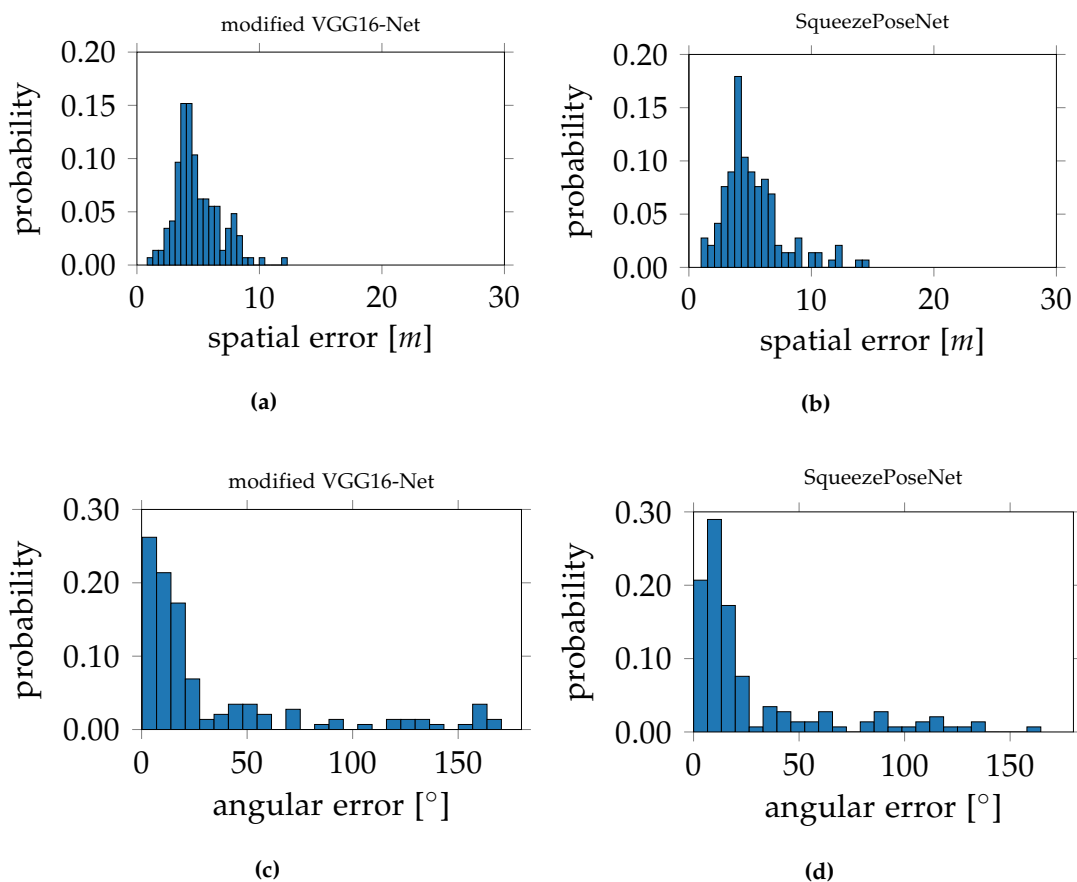 modified VGG16-Net
0.20
0.15
0.10
0.05
0.00
probability
0 10 20 30
spatial error [m]
(a)
SqueezePoseNet
0.20
0.15
0.10
0.05
0.00
probability
0 10 20 30
spatial error [m]
(b)
modified VGG16-Net
0.30
0.20
0.10
0.00
probability
0 50 100 150
angular error [°]
(c)
SqueezePoseNet
0.30
0.20
0.10
0.00
probability
0 50 100 150
angular error [°]
(d)